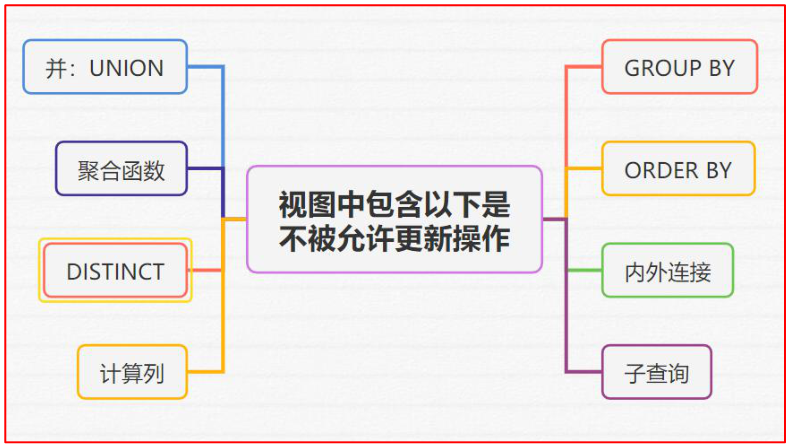 并：UNION
聚合函数
DISTINCT
计算列
视图中包含以下是
不被允许更新操作
GROUP BY
ORDER BY
内外连接
子查询